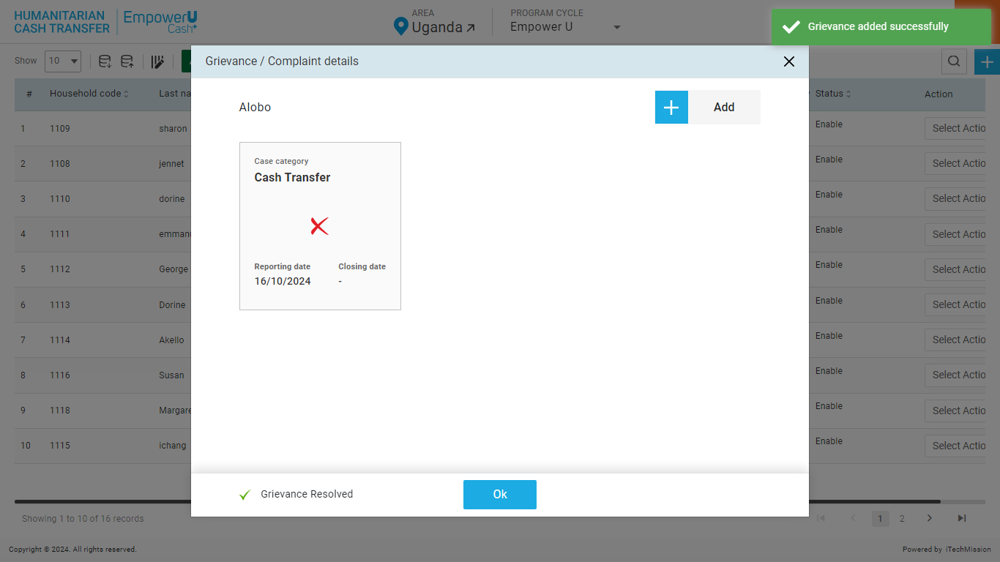 HUMANITARIAN
CASH TRANSFER
EmpowerU
Cash+
AREA
Uganda
PROGRAM CYCLE
Empower U
Grievance added successfully
Show 10
Grievance / Complaint details
# Household code Last na Status Action
Alobo
Add
1 1109 sharon Enable Select Actio
2 1108 jennet Enable Select Actio
3 1110 dorine Enable Select Actio
4 1111 emmanu Enable Select Actio
5 1112 George Enable Select Actio
6 1113 Dorine Enable Select Actio
7 1114 Akello Enable Select Actio
8 1116 Susan Enable Select Actio
9 1118 Margare Enable Select Actio
10 1115 ichang Enable Select Actio
Case category
Cash Transfer
Reporting date Closing date
16/10/2024 -
Grievance Resolved
Ok
Showing 1 to 10 of 16 records
1 2
Copyright © 2024. All rights reserved.
Powered by iTechMission